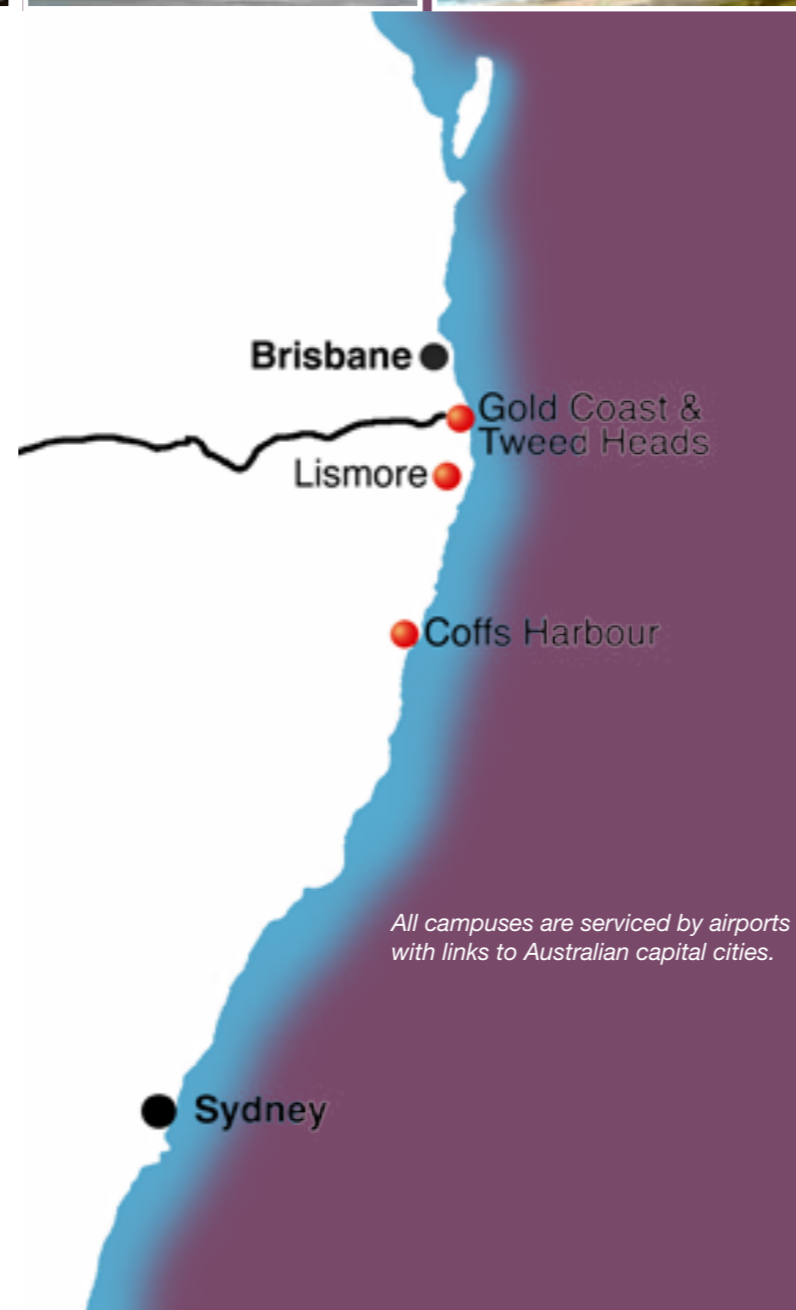 Brisbane
Gold Coast &
Tweed Heads
Lismore
Coffs Harbour
All campuses are serviced by airports
with links to Australian capital cities.
Sydney